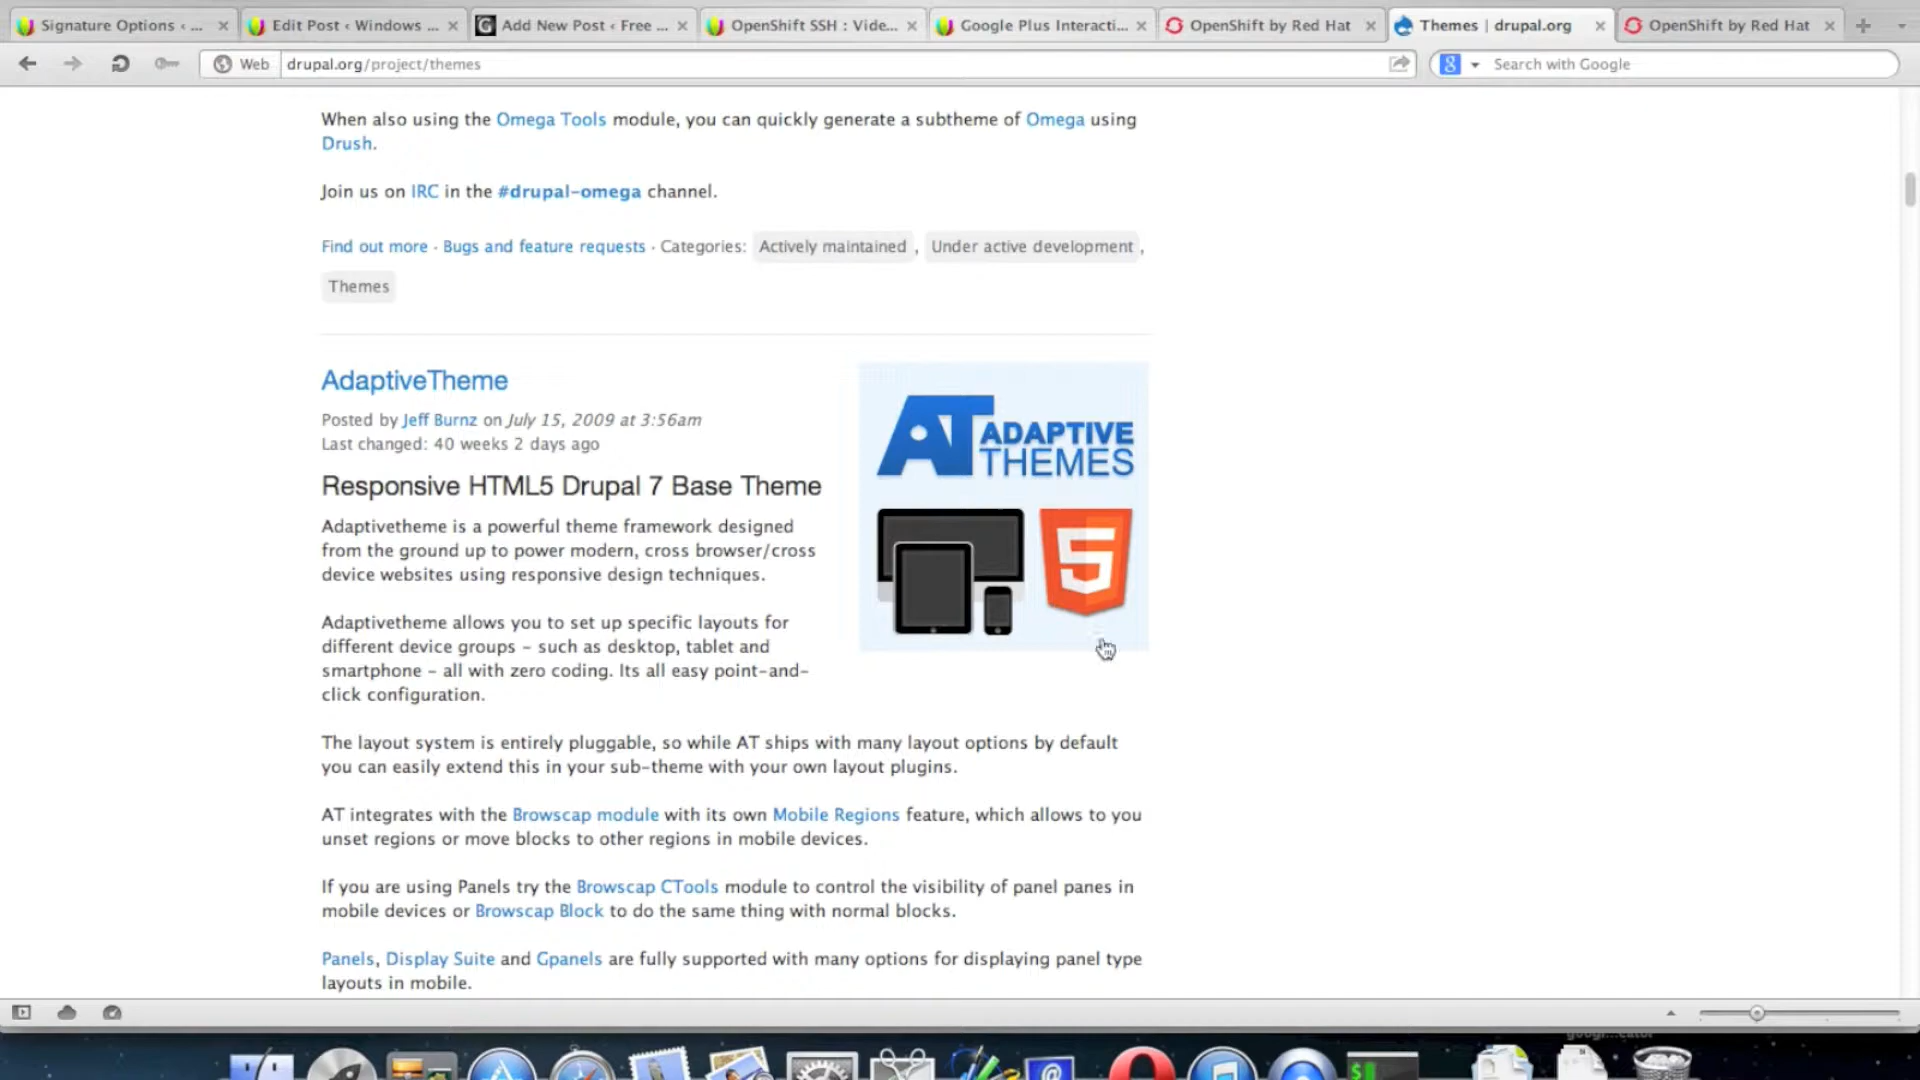 Signature Options ‹ ...
Edit Post ‹ Windows ...
Add New Post ‹ Free ...
OpenShift SSH : Vide...
Google Plus Interacti...
OpenShift by Red Hat
Themes | drupal.org
OpenShift by Red Hat
Web
drupal.org/project/themes
Search with Google
When also using the Omega Tools module, you can quickly generate a subtheme of Omega using
Drush.
Join us on IRC in the #drupal-omega channel.
Find out more · Bugs and feature requests · Categories: Actively maintained , Under active development ,
Themes
AdaptiveTheme
Posted by Jeff Burnz on July 15, 2009 at 3:56am
Last changed: 40 weeks 2 days ago
Responsive HTML5 Drupal 7 Base Theme
Adaptivetheme is a powerful theme framework designed
from the ground up to power modern, cross browser/cross
device websites using responsive design techniques.
AT ADAPTIVE
THEMES
5
Adaptivetheme allows you to set up specific layouts for
different device groups - such as desktop, tablet and
smartphone - all with zero coding. Its all easy point-and-
click configuration.
The layout system is entirely pluggable, so while AT ships with many layout options by default
you can easily extend this in your sub-theme with your own layout plugins.
AT integrates with the Browscap module with its own Mobile Regions feature, which allows to you
unset regions or move blocks to other regions in mobile devices.
If you are using Panels try the Browscap CTools module to control the visibility of panel panes in
mobile devices or Browscap Block to do the same thing with normal blocks.
Panels, Display Suite and Gpanels are fully supported with many options for displaying panel type
layouts in mobile.